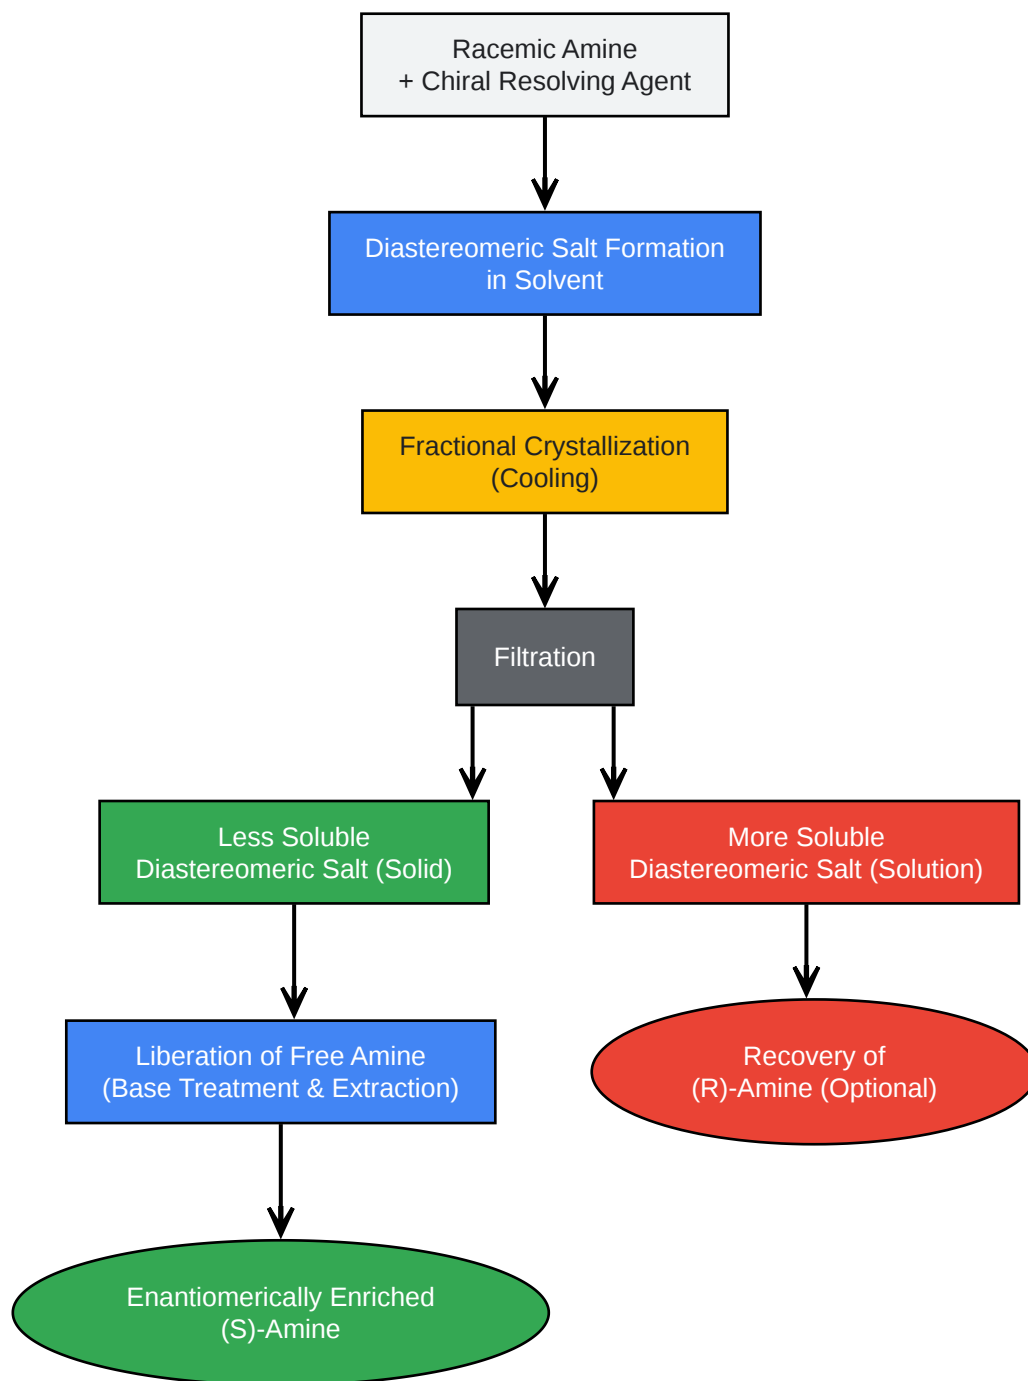 Racemic Amine
+ Chiral Resolving Agent
Diastereomeric Salt Formation
in Solvent
Fractional Crystallization
(Cooling)
Filtration
Less Soluble
Diastereomeric Salt (Solid)
More Soluble
Diastereomeric Salt (Solution)
Liberation of Free Amine
(Base Treatment & Extraction)
Recovery of
(R)-Amine (Optional)
Enantiomerically Enriched
(S)-Amine